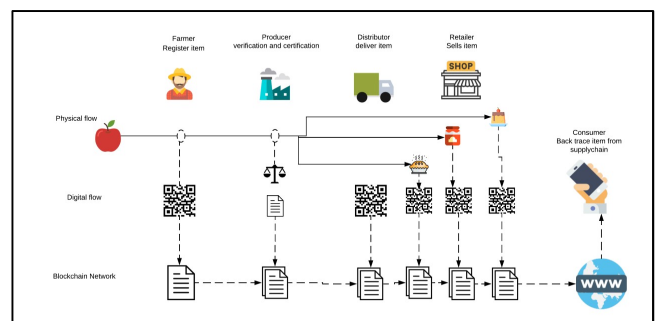 Farmer
Register item
Producer
verification and certification
Distributor
deliver item
Retailer
Sells item
SHOP
Physical flow
Consumer
Back trace item from
supplychain
Digital flow
Blockchain Network
WWW